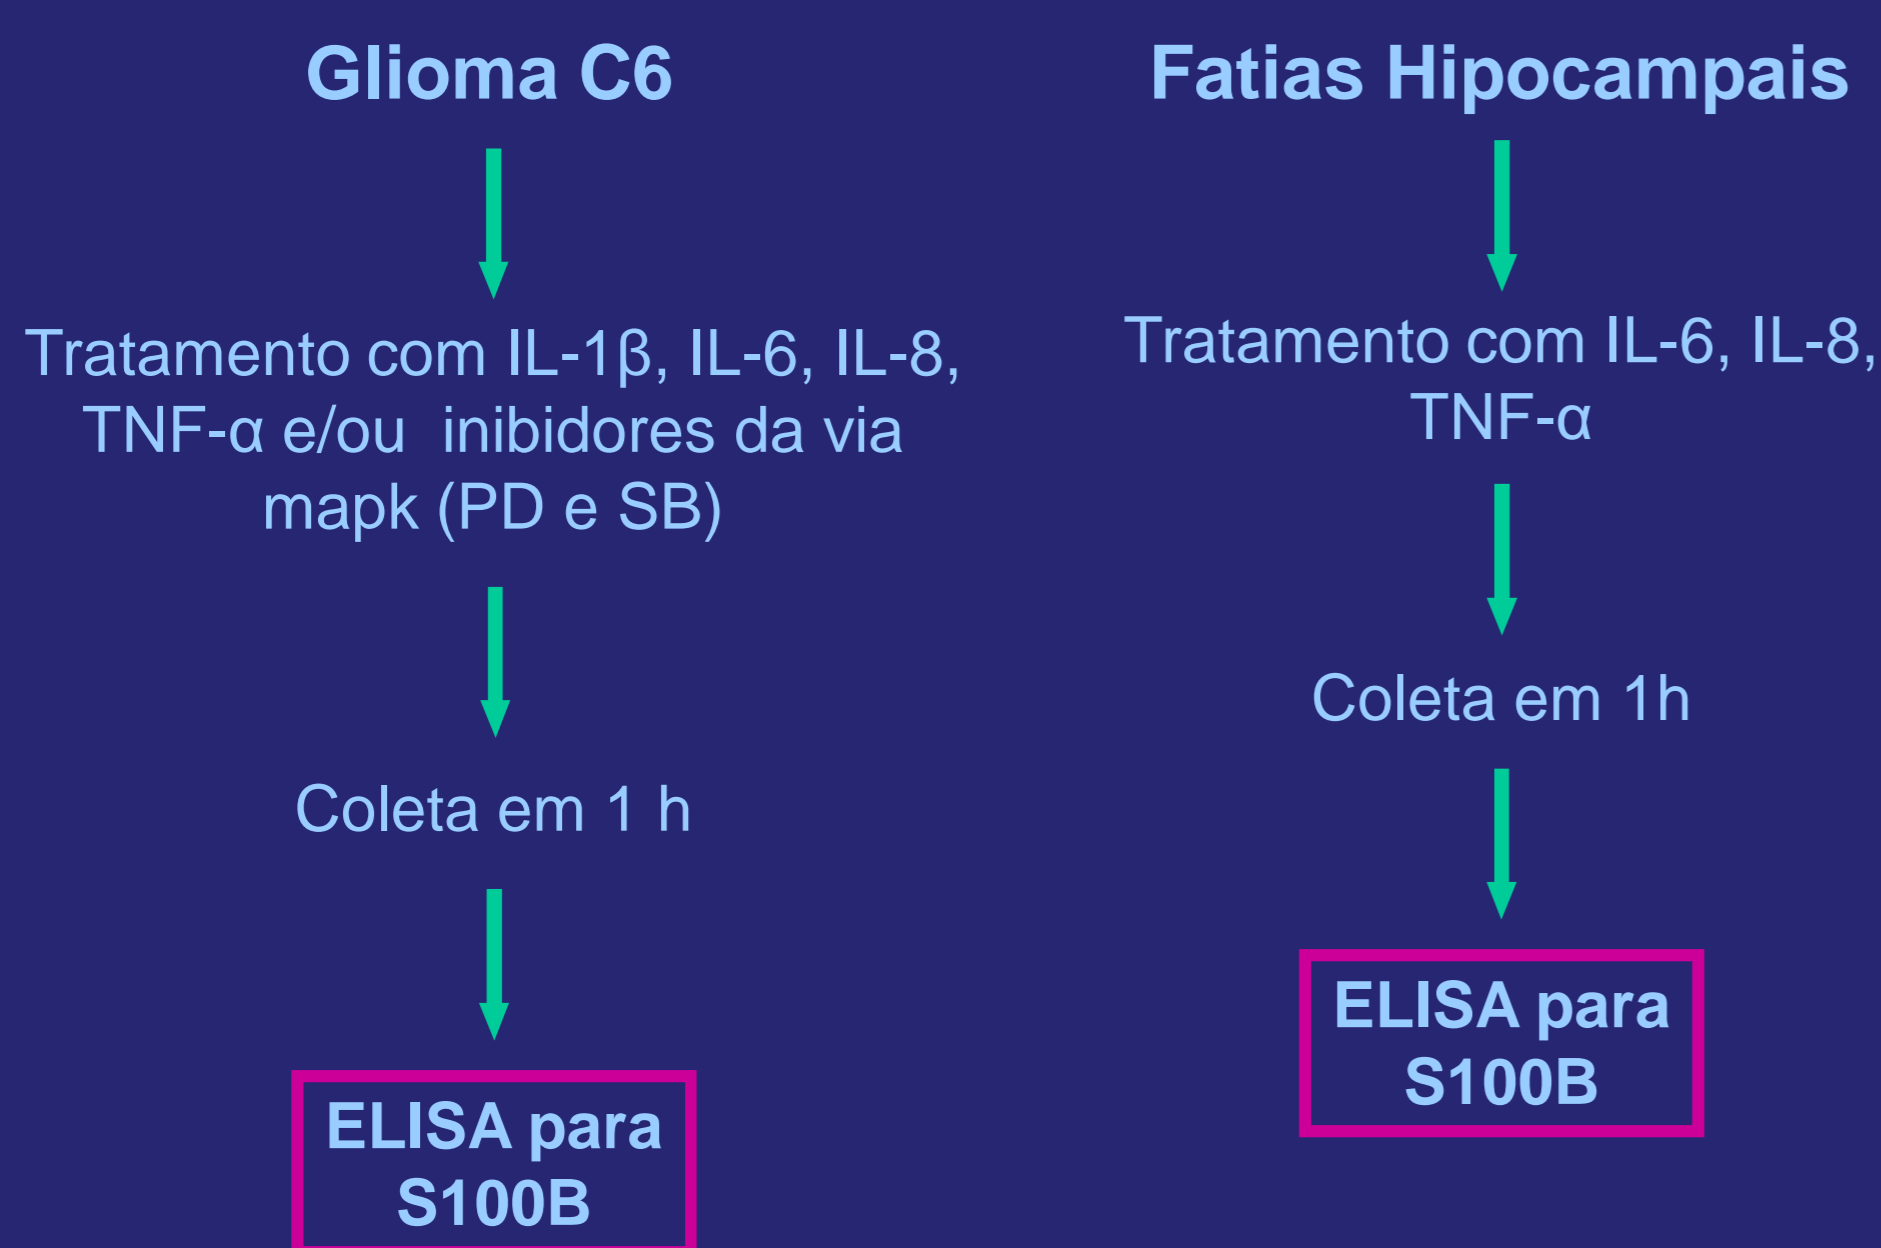 Glioma C6
Tratamento com IL-1β, IL-6, IL-8,
TNF-α e/ou  inibidores da via
mapk (PD e SB)
Coleta em 1 h
ELISA para
S100B
Fatias Hipocampais
Tratamento com IL-6, IL-8,
TNF-α
Coleta em 1h
ELISA para
S100B